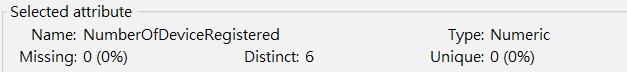 Selected attribute
Name: NumberOfDeviceRegistered Type: Numeric
Missing: 0 (0%) Distinct: 6 Unique: 0 (0%)